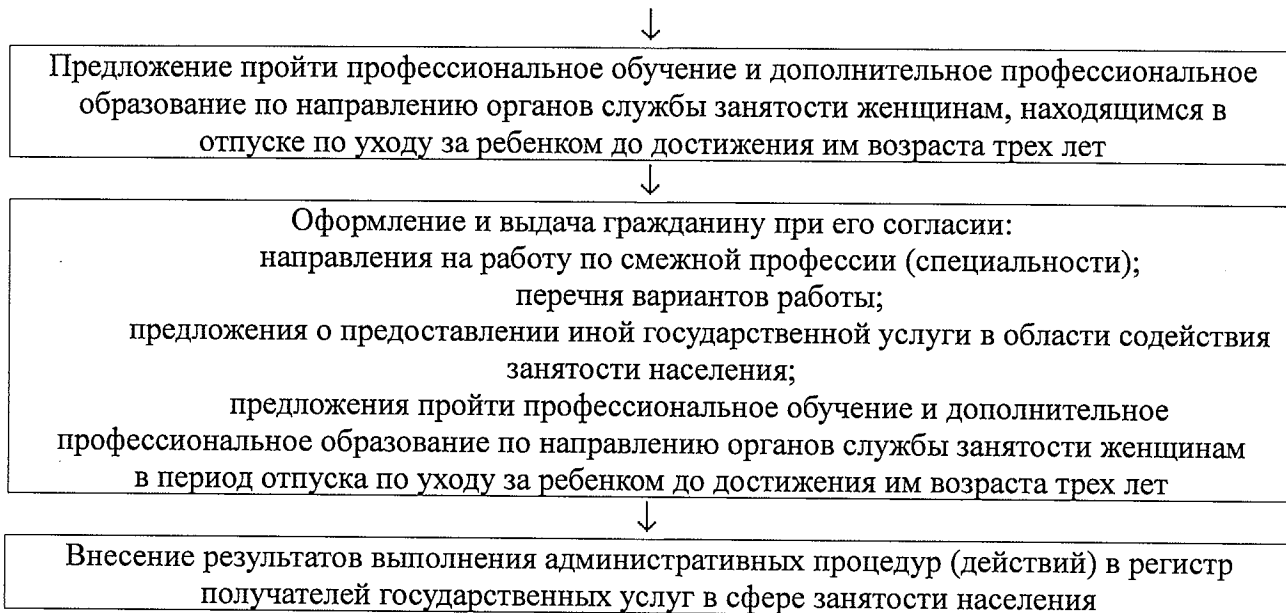 Предложение пройти профессиональное обучение и дополнительное профессиональное
образование по направлению органов службы занятости женщинам, находящимся в
отпуске по уходу за ребенком до достижения им возраста трех лет
Оформление и выдача гражданину при его согласии:
направления на работу по смежной профессии (специальности);
перечня вариантов работы;
предложения о предоставлении иной государственной услуги в области содействия
занятости населения;
предложения пройти профессиональное обучение и дополнительное
профессиональное образование по направлению органов службы занятости женщинам
в период отпуска по уходу за ребенком до достижения им возраста трех лет
Внесение результатов выполнения административных процедур (действий) в регистр
получателей государственных услуг в сфере занятости населения